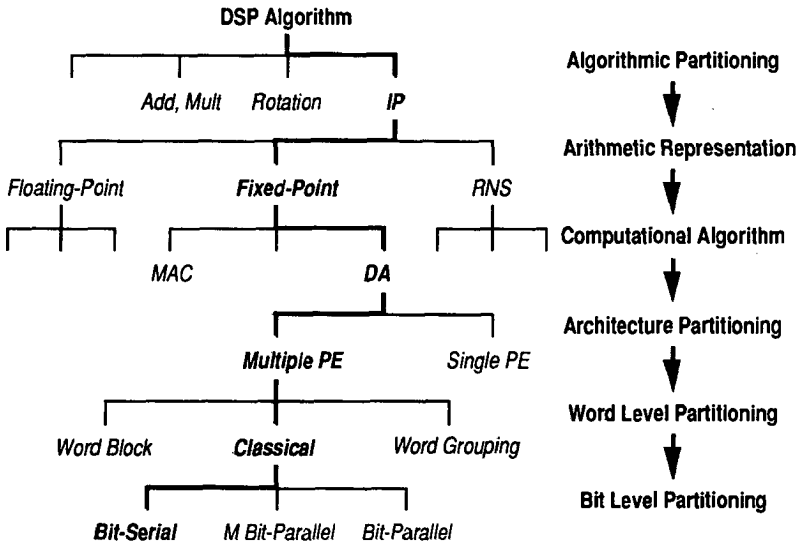 DSP Algorithm
Algorithmic Partitioning
Add, Mult Rotation IP
Arithmetic Representation
Floating-Point Fixed-Point RNS
Computational Algorithm
MAC DA
Architecture Partitioning
Multiple PE Single PE
Word Level Partitioning
Word Block Classical Word Grouping
Bit Level Partitioning
Bit-Serial M Bit-Parallel Bit-Parallel